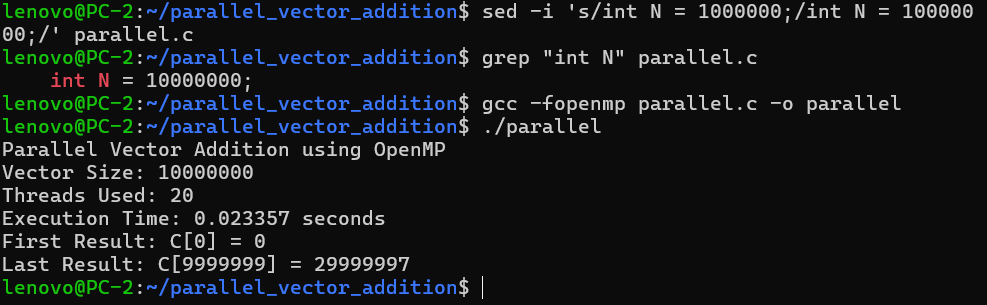 lenovo@PC-2:~/parallel_vector_addition$ sed -i 's/int N = 1000000;/int N = 100000
00;/' parallel.c
lenovo@PC-2:~/parallel_vector_addition$ grep "int N" parallel.c
    int N = 10000000;
lenovo@PC-2:~/parallel_vector_addition$ gcc -fopenmp parallel.c -o parallel
lenovo@PC-2:~/parallel_vector_addition$ ./parallel
Parallel Vector Addition using OpenMP
Vector Size: 10000000
Threads Used: 20
Execution Time: 0.023357 seconds
First Result: C[0] = 0
Last Result: C[9999999] = 29999997
lenovo@PC-2:~/parallel_vector_addition$